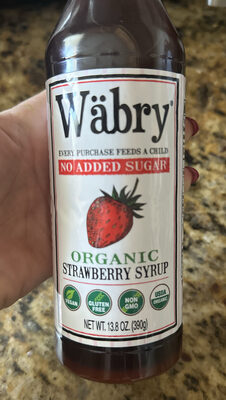 Wäbry®
EVERY PURCHASE FEEDS A CHILD
NO ADDED SUGAR
ORGANIC
STRAWBERRY SYRUP
VEGAN
GLUTEN FREE
NON GMO
USDA ORGANIC
NET WT. 13.8 OZ. (390g)